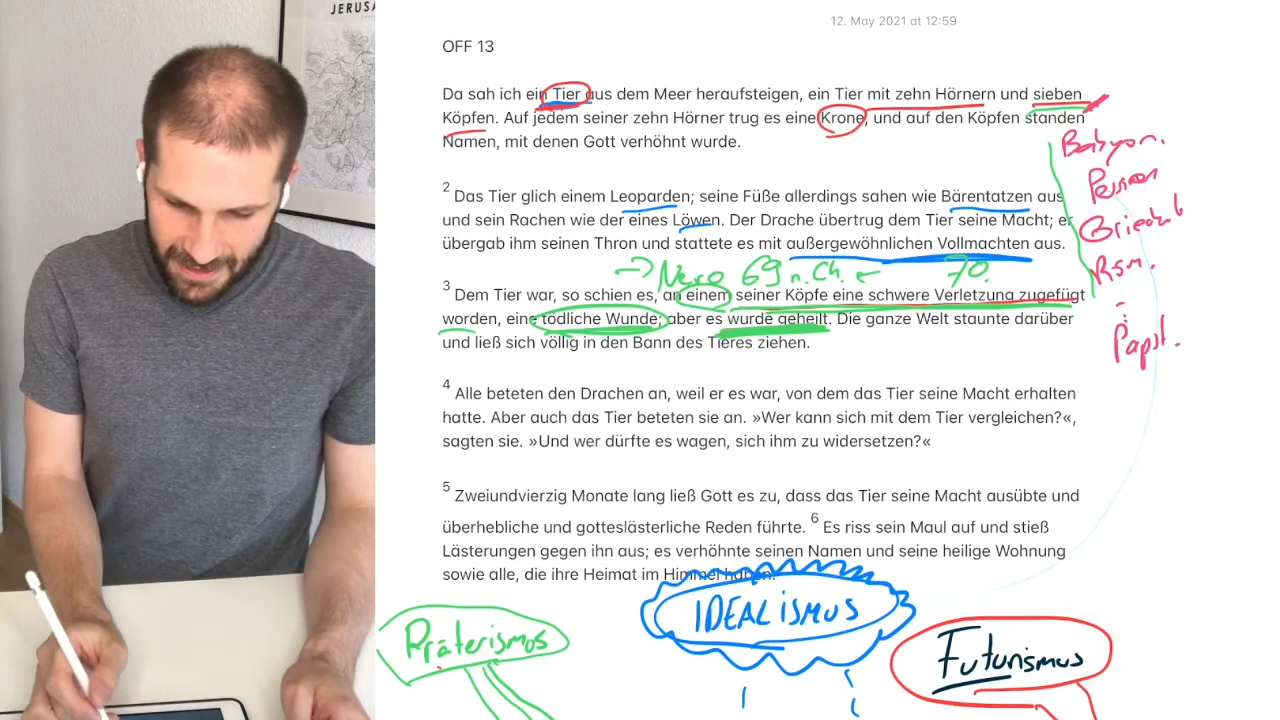 JERUSA
12. May 2021 at 12:59
OFF 13
Da sah ich ein Tier aus dem Meer heraufsteigen, ein Tier mit zehn Hörnern und sieben
Köpfen. Auf jedem seiner zehn Hörner trug es eine Krone, und auf den Köpfen standen
Namen, mit denen Gott verhöhnt wurde.
Babyon.
Perser
2 Das Tier glich einem Leoparden; seine Füße allerdings sahen wie Bärentatzen aus
und sein Rachen wie der eines Löwen. Der Drache übertrug dem Tier seine Macht; er
Griech
übergab ihm seinen Thron und stattete es mit außergewöhnlichen Vollmachten aus.
Röm.
→ Nero 69 n. Ch. ← 70.
3 Dem Tier war, so schien es, an einem seiner Köpfe eine schwere Verletzung zugefügt
worden, eine tödliche Wunde; aber es wurde geheilt. Die ganze Welt staunte darüber
und ließ sich völlig in den Bann des Tieres ziehen.
Papst.
4 Alle beteten den Drachen an, weil er es war, von dem das Tier seine Macht erhalten
hatte. Aber auch das Tier beteten sie an. »Wer kann sich mit dem Tier vergleichen?«,
sagten sie. »Und wer dürfte es wagen, sich ihm zu widersetzen?«
5 Zweiundvierzig Monate lang ließ Gott es zu, dass das Tier seine Macht ausübte und
überhebliche und gotteslästerliche Reden führte. 6 Es riss sein Maul auf und stieß
Lästerungen gegen ihn aus; es verhöhnte seinen Namen und seine heilige Wohnung
sowie alle, die ihre Heimat im Himmel haben.
IDEALiSMUS
Präterismos
Futurismus